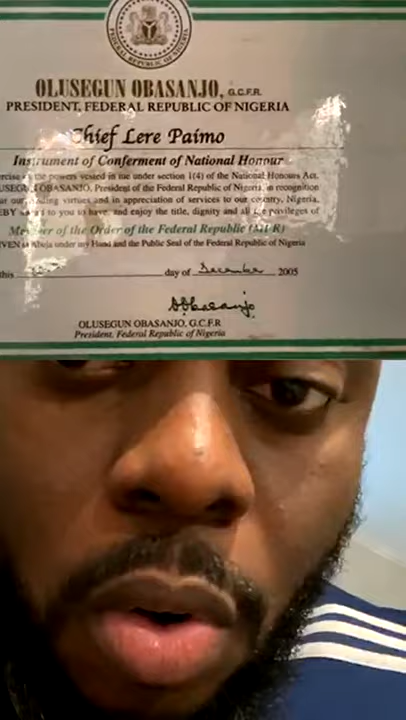 FEDERAL REPUBLIC OF NIGERIA
OLUSEGUN OBASANJO, G.C.F.R.
PRESIDENT, FEDERAL REPUBLIC OF NIGERIA
Chief Lere Paimo
Instrument of Conferment of National Honour
powers vested in me under section 1(4) of the National Honours Act,
OBASANJO, President of the Federal Republic of Nigeria, in recognition
virtues and in appreciation of services to our country, Nigeria,
to you to have and enjoy the title, dignity and all privileges of
Member of the Order of the Federal Republic (MFR)
Abuja under my Hand and the Public Seal of the Federal Republic of Nigeria
this day of December 2005
OLUSEGUN OBASANJO, G.C.F.R
President, Federal Republic of Nigeria